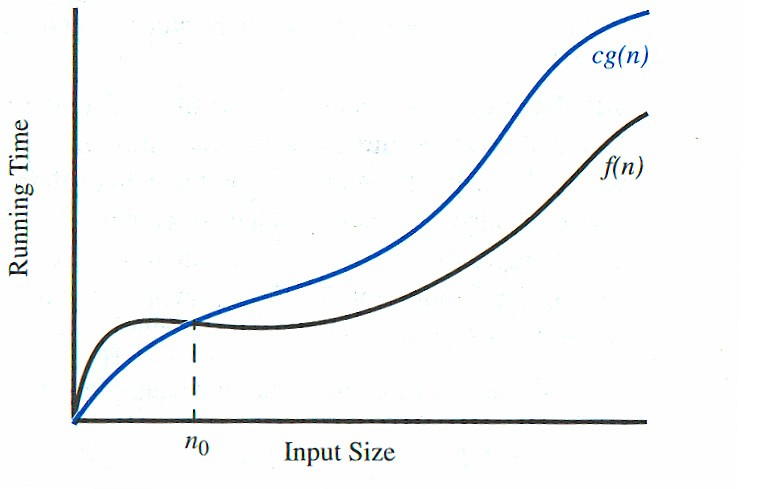 cg(n)
f(n)
Running Time
n0
Input Size